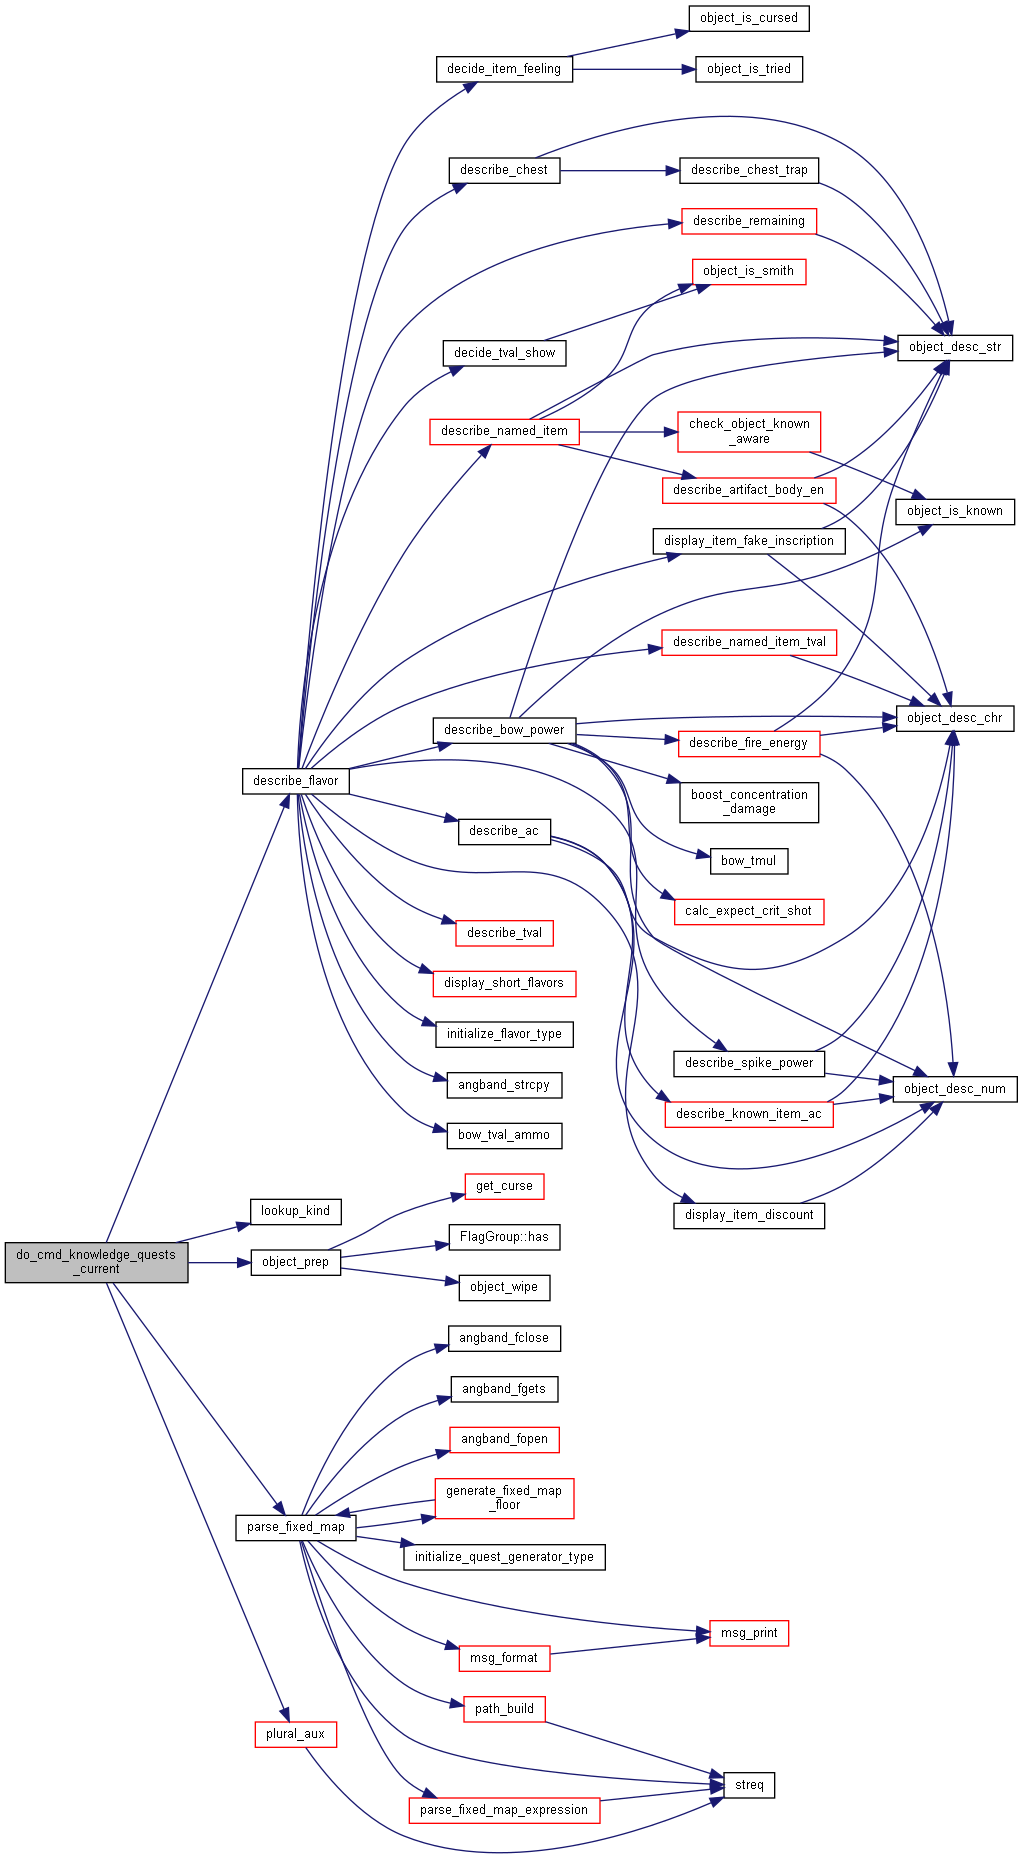 object_is_cursed
decide_item_feeling
object_is_tried
describe_chest
describe_chest_trap
describe_remaining
object_is_smith
object_desc_str
decide_tval_show
describe_named_item
check_object_known
_aware
describe_artifact_body_en
object_is_known
display_item_fake_inscription
describe_named_item_tval
object_desc_chr
describe_bow_power
describe_fire_energy
describe_flavor
boost_concentration
_damage
describe_ac
bow_tmul
calc_expect_crit_shot
describe_tval
display_short_flavors
initialize_flavor_type
describe_spike_power
angband_strcpy
object_desc_num
describe_known_item_ac
bow_tval_ammo
get_curse
lookup_kind
display_item_discount
FlagGroup::has
do_cmd_knowledge_quests
_current
object_prep
object_wipe
angband_fclose
angband_fgets
angband_fopen
generate_fixed_map
_floor
parse_fixed_map
initialize_quest_generator_type
msg_print
msg_format
path_build
plural_aux
streq
parse_fixed_map_expression